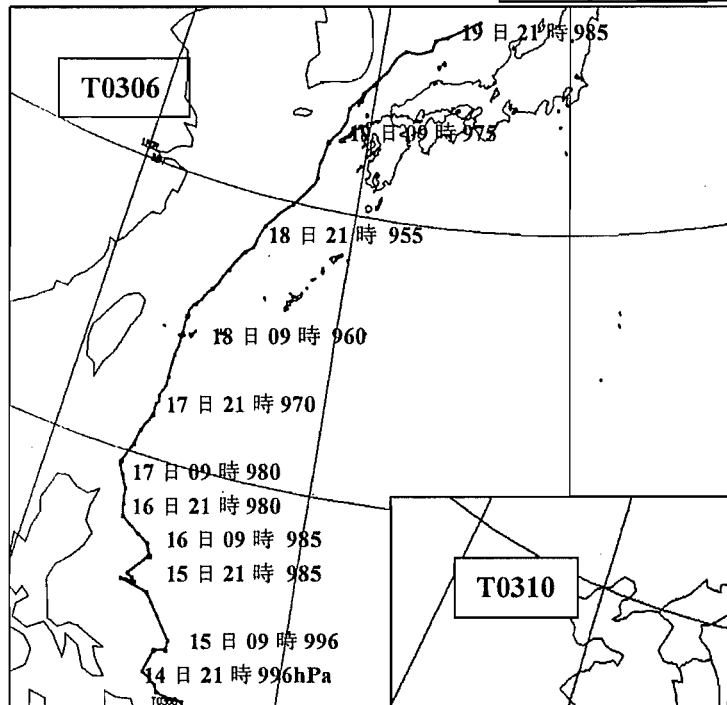 19 日 21 時 985
T0306
19 日 09 時 975
18 日 21 時 955
18 日 09 時 960
17 日 21 時 970
17 日 09 時 980
16 日 21 時 980
16 日 09 時 985
15 日 21 時 985
T0310
15 日 09 時 996
14 日 21 時 996hPa